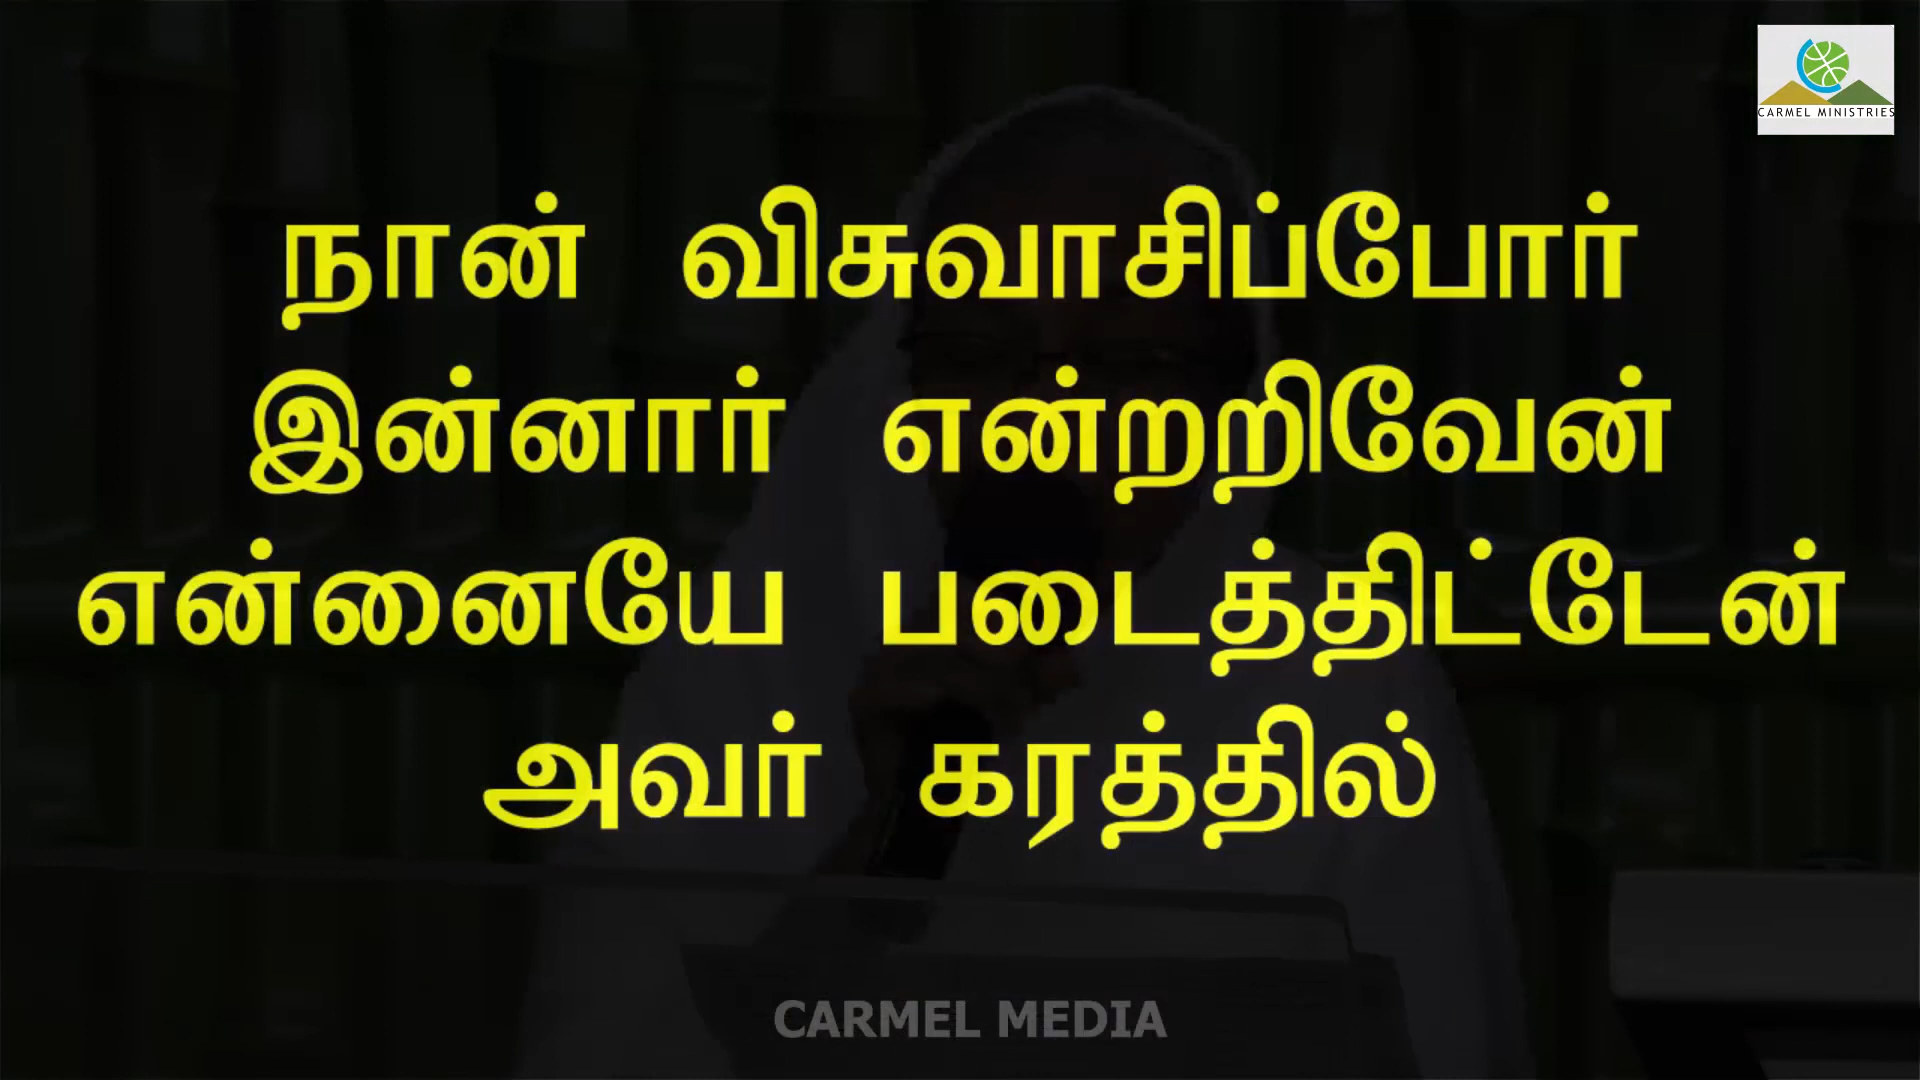 CARMEL MINISTRIES
நான் விசுவாசிப்போர்
இன்னார் என்றறிவேன்
என்னையே படைத்திட்டேன்
அவர் கரத்தில்
CARMEL MEDIA